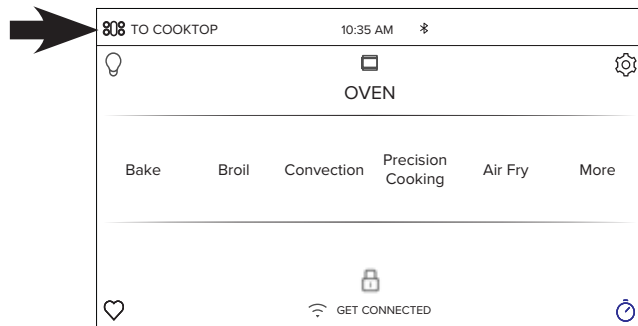 TO COOKTOP 10:35 AM
OVEN
Bake Broil Convection Precision Cooking Air Fry More
GET CONNECTED